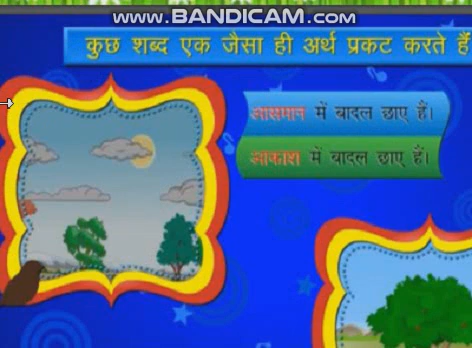 www.BANDICAM.com
कुछ शब्द एक जैसा ही अर्थ प्रकट करते हैं
आसमान में बादल छाए हैं।
आकाश में बादल छाए हैं।